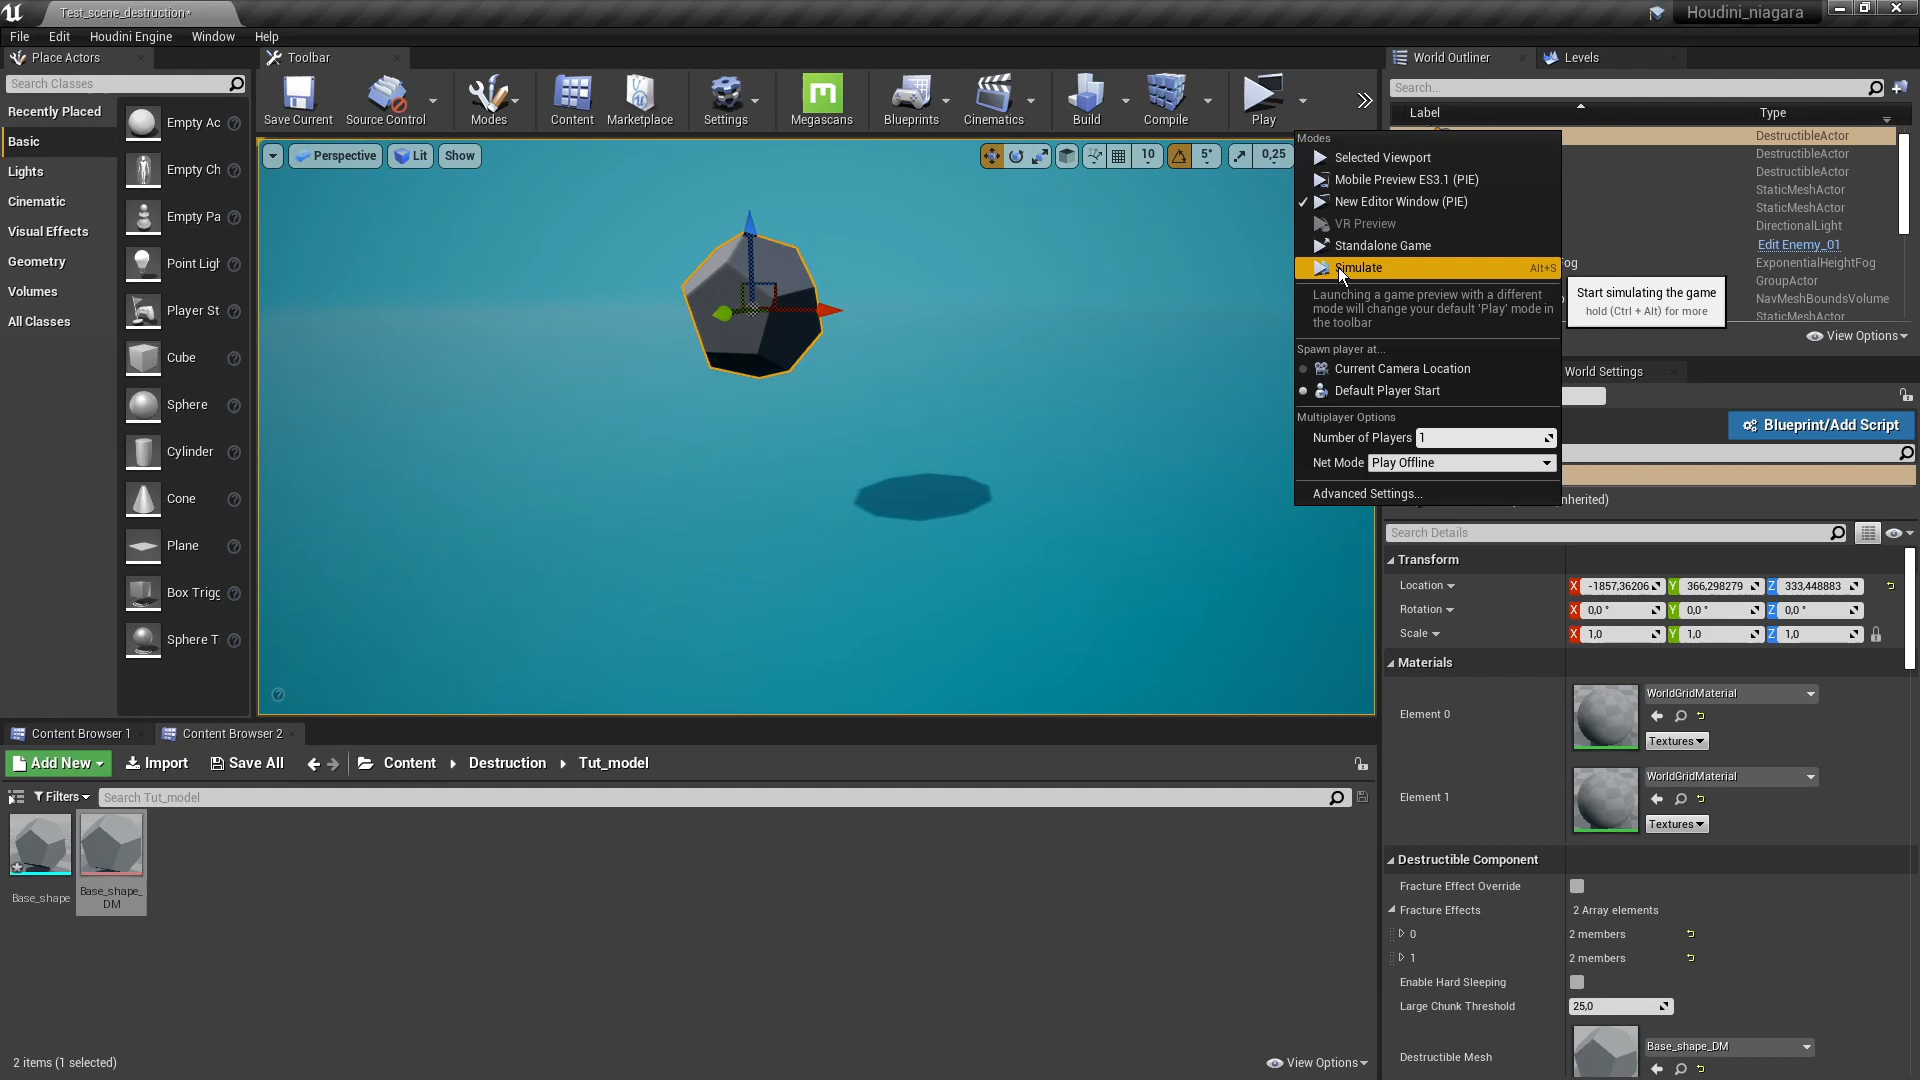 Test_scene_destruction*
Houdini_niagara
File Edit Houdini Engine Window Help
Place Actors
Search Classes
Recently Placed
Basic
Lights
Cinematic
Visual Effects
Geometry
Volumes
All Classes
Empty Ac
Empty Ch
Empty Pa
Point Ligh
Player St
Cube
Sphere
Cylinder
Cone
Plane
Box Trigg
Sphere T
Toolbar
Save Current
Source Control
Modes
Content
Marketplace
Settings
Megascans
Blueprints
Cinematics
Build
Compile
Play
Perspective
Lit
Show
10
5°
0,25
Modes
Selected Viewport
Mobile Preview ES3.1 (PIE)
New Editor Window (PIE)
VR Preview
Standalone Game
Simulate Alt+S
Launching a game preview with a different
mode will change your default 'Play' mode in
the toolbar
Spawn player at...
Current Camera Location
Default Player Start
Multiplayer Options
Number of Players 1
Net Mode Play Offline
Advanced Settings...
Start simulating the game
hold (Ctrl + Alt) for more
World Outliner
Levels
Search...
Label Type
DestructibleActor
DestructibleActor
DestructibleActor
StaticMeshActor
StaticMeshActor
DirectionalLight
Edit Enemy_01
Fog ExponentialHeightFog
GroupActor
NavMeshBoundsVolume
StaticMeshActor
View Options
World Settings
Blueprint/Add Script
nherited)
Search Details
Transform
Location X -1857,36206 Y 366,298279 Z 333,448883
Rotation X 0,0 ° Y 0,0 ° Z 0,0 °
Scale X 1,0 Y 1,0 Z 1,0
Materials
Element 0
WorldGridMaterial
Textures
Element 1
WorldGridMaterial
Textures
Destructible Component
Fracture Effect Override
Fracture Effects 2 Array elements
0 2 members
1 2 members
Enable Hard Sleeping
Large Chunk Threshold 25,0
Destructible Mesh
Base_shape_DM
Content Browser 1
Content Browser 2
Add New
Import
Save All
Content
Destruction
Tut_model
Filters
Search Tut_model
Base_shape
Base_shape_
DM
2 items (1 selected)
View Options